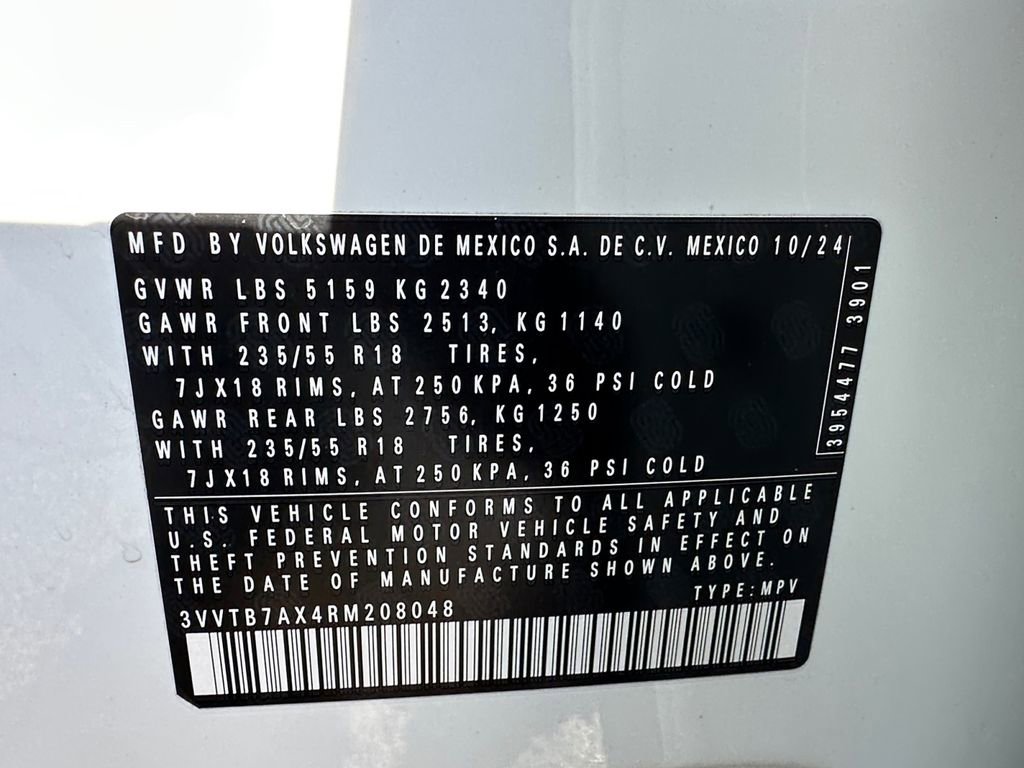 MFD BY VOLKSWAGEN DE MEXICO S.A. DE C.V. MEXICO 10/24
GVWR LBS 5159 KG 2340
GAWR FRONT LBS 2513, KG 1140
WITH 235/55 R18 TIRES,
7JX18 RIMS, AT 250 KPA, 36 PSI COLD
GAWR REAR LBS 2756, KG 1250
WITH 235/55 R18 TIRES,
7JX18 RIMS, AT 250 KPA, 36 PSI COLD
THIS VEHICLE CONFORMS TO ALL APPLICABLE
U.S. FEDERAL MOTOR VEHICLE SAFETY AND
THEFT PREVENTION STANDARDS IN EFFECT ON
THE DATE OF MANUFACTURE SHOWN ABOVE.
TYPE: MPV
3VVTB7AX4RM208048
3954477 3901